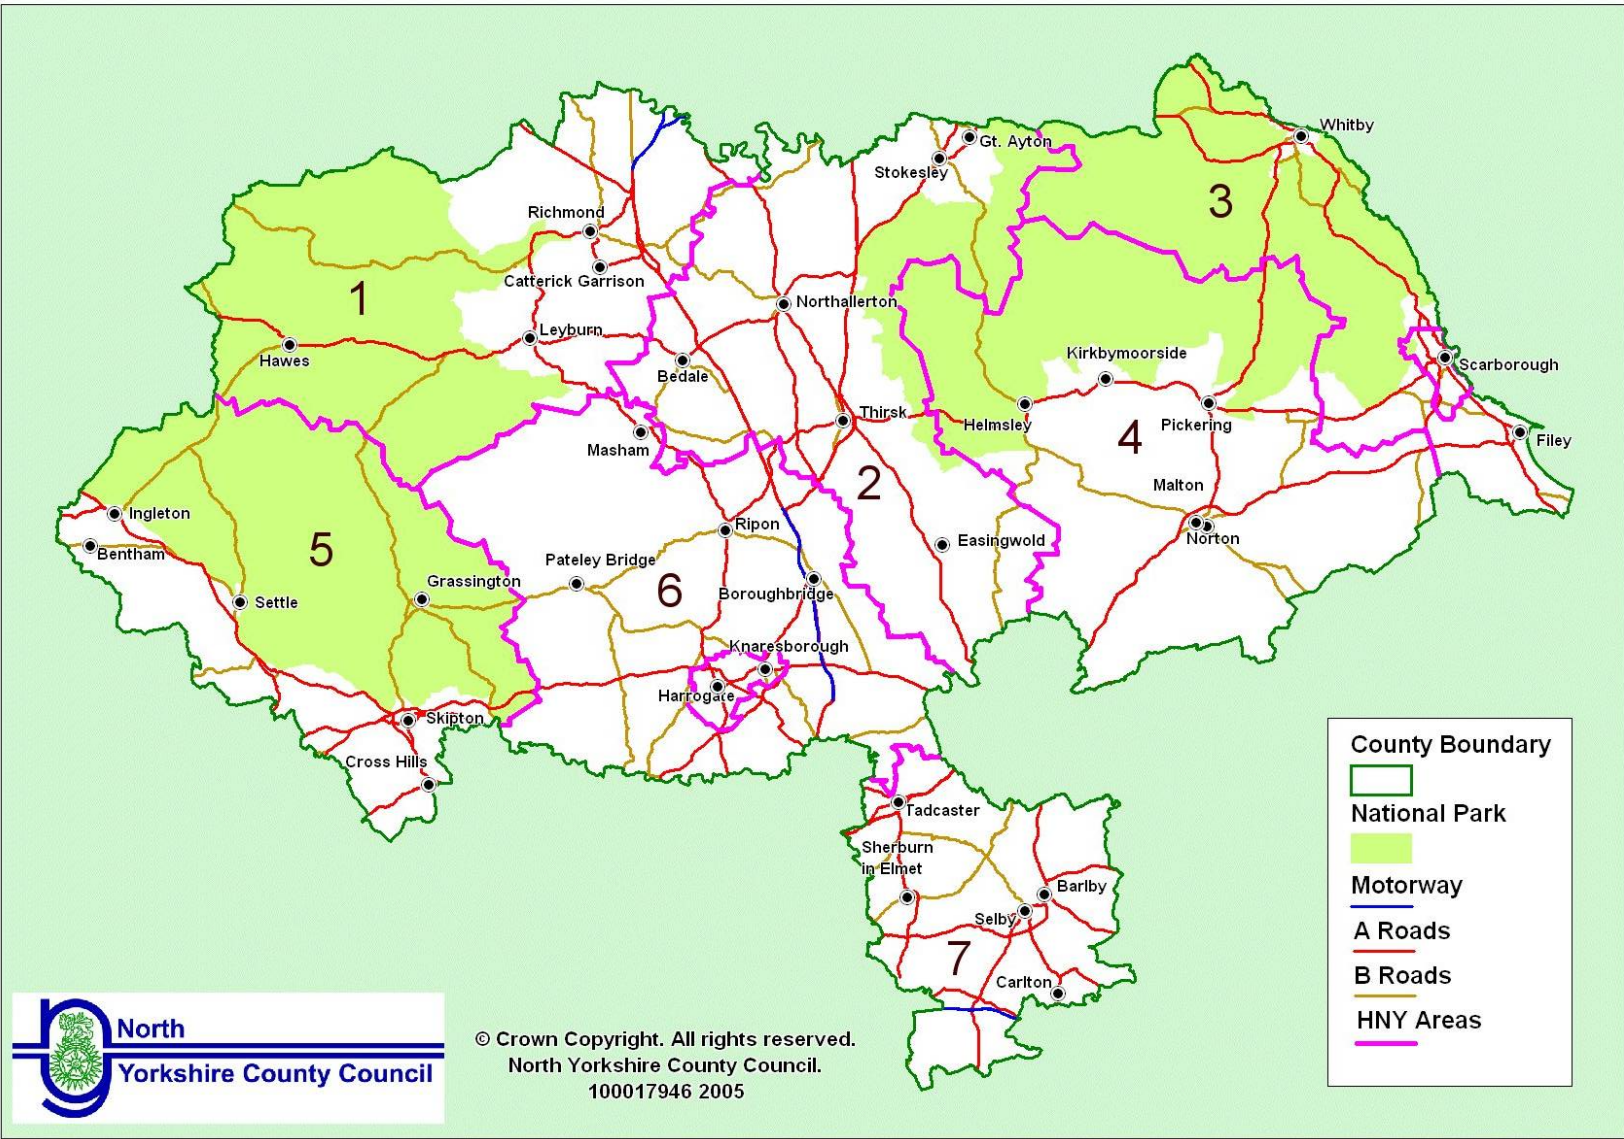 Whitby
Gt. Ayton
Stokesley
3
Richmond
Catterick Garrison
1
Northallerton
Leyburn
Hawes
Kirkbymoorside
Scarborough
Bedale
Thirsk
Helmsley
Pickering
4
Filey
Masham
2
Malton
Ingleton
Ripon
Norton
Easingwold
Bentham
5
Pateley Bridge
Grassington
6
Boroughbridge
Settle
Knaresborough
Harrogate
Skipton
Cross Hills
Tadcaster
Sherburn
in Elmet
Barlby
Selby
7
Carlton
County Boundary
National Park
Motorway
A Roads
B Roads
HNY Areas
North
Yorkshire County Council
© Crown Copyright. All rights reserved.
North Yorkshire County Council.
100017946 2005